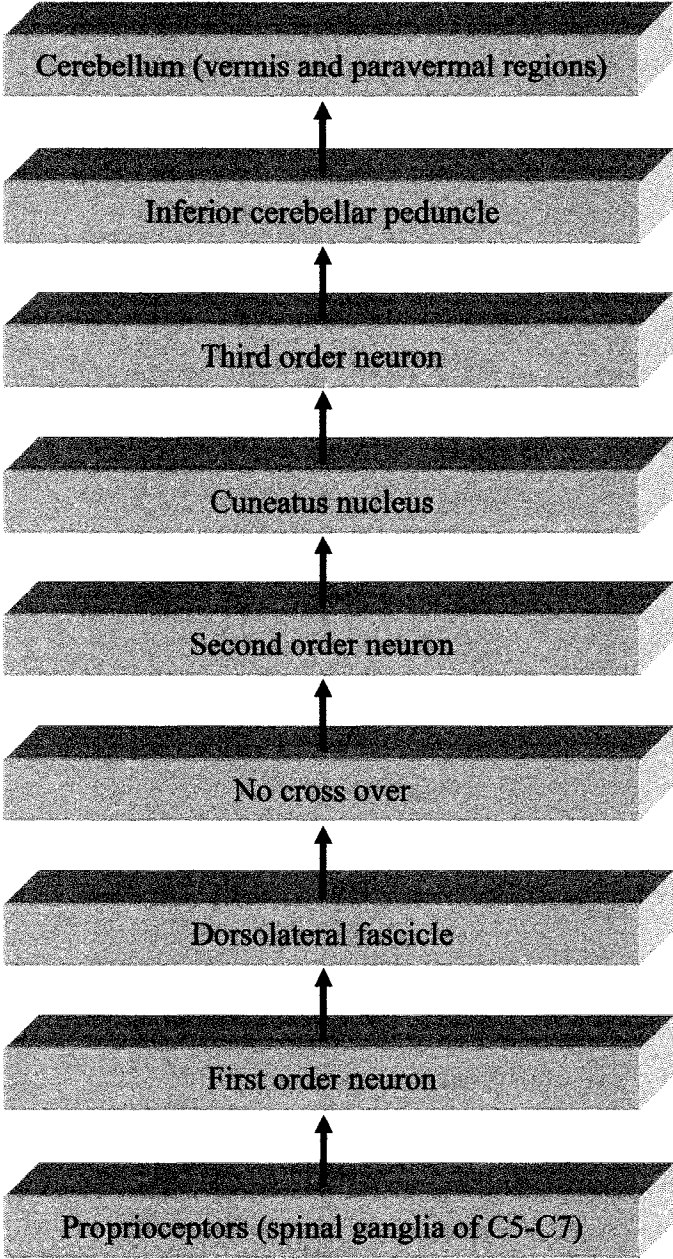 Cerebellum (vermis and paravermal regions)
Inferior cerebellar peduncle
Third order neuron
Cuneatus nucleus
Second order neuron
No cross over
Dorsolateral fascicle
First order neuron
Proprioceptors (spinal ganglia of C5-C7)